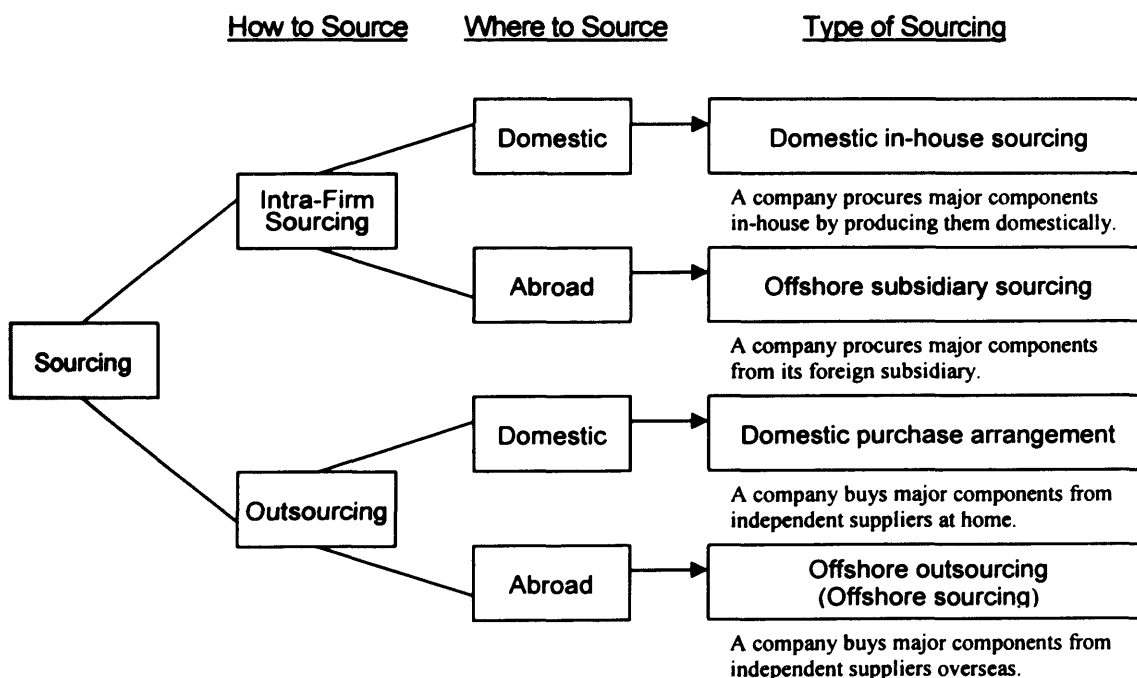 How to Source
Where to Source
Type of Sourcing
Domestic
Domestic in-house sourcing
A company procures major components
in-house by producing them domestically.
Intra-Firm
Sourcing
Abroad
Offshore subsidiary sourcing
A company procures major components
from its foreign subsidiary.
Sourcing
Domestic
Domestic purchase arrangement
A company buys major components from
independent suppliers at home.
Outsourcing
Abroad
Offshore outsourcing
(Offshore sourcing)
A company buys major components from
independent suppliers overseas.